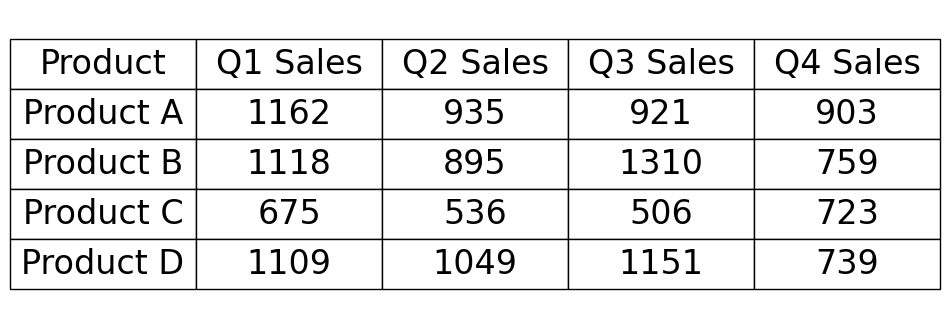 Product Q1 Sales Q2 Sales Q3 Sales Q4 Sales
Product A 1162 935 921 903
Product B 1118 895 1310 759
Product C 675 536 506 723
Product D 1109 1049 1151 739